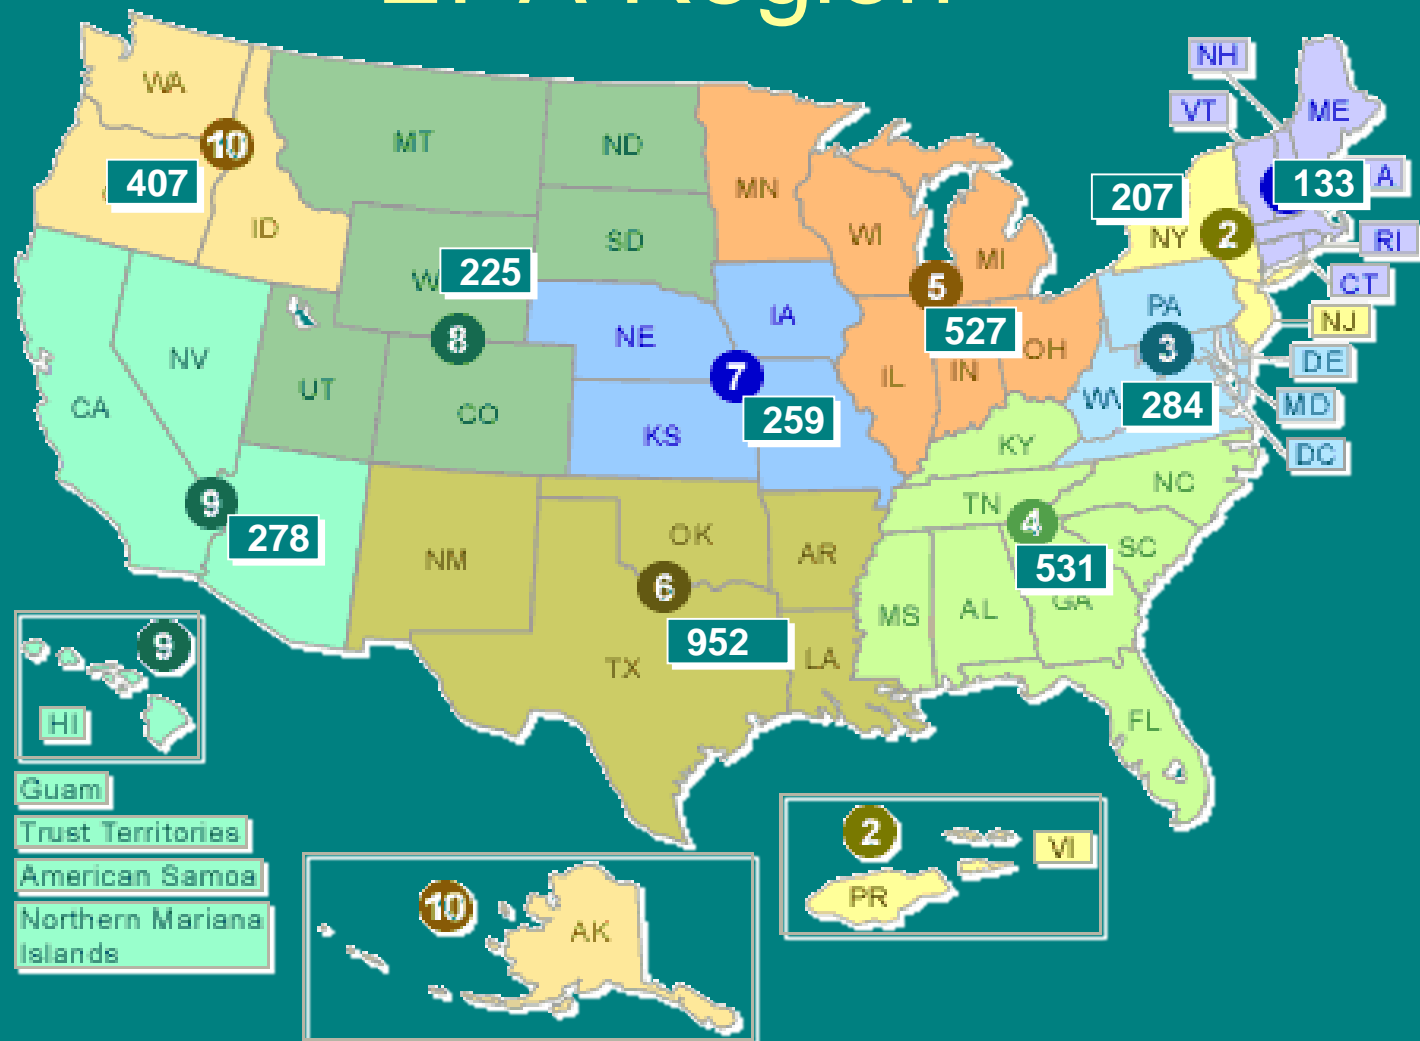 EPA Region
NH
WA
VT
ME
MT
ND
10
407
MN
133
A
207
ID
WI
NY
2
SD
RI
MI
225
CT
5
PA
IA
NJ
NE
527
8
3
NV
OH
DE
7
IL
IN
UT
CA
CO
284
MD
259
KS
KY
DC
NC
9
TN
4
278
OK
SC
AR
NM
531
6
GA
MS
AL
952
LA
TX
9
HI
FL
Guam
Trust Territories
2
VI
American Samoa
PR
10
Northern Mariana
Islands
AK